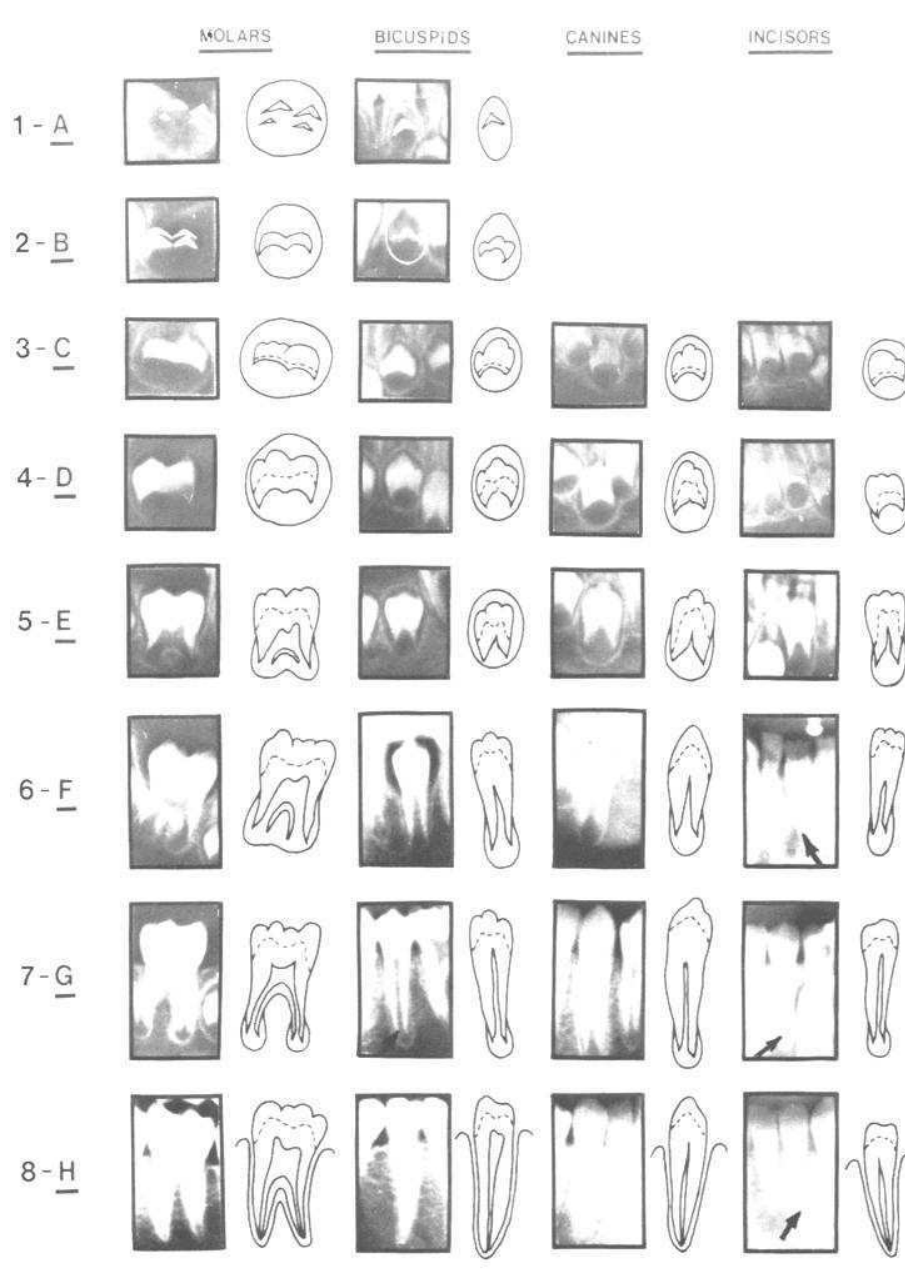 MOLARS BICUSPIDS CANINES INCISORS
1 - A
2 - B
3 - C
4 - D
5 - E
6 - F
7 - G
8 - H